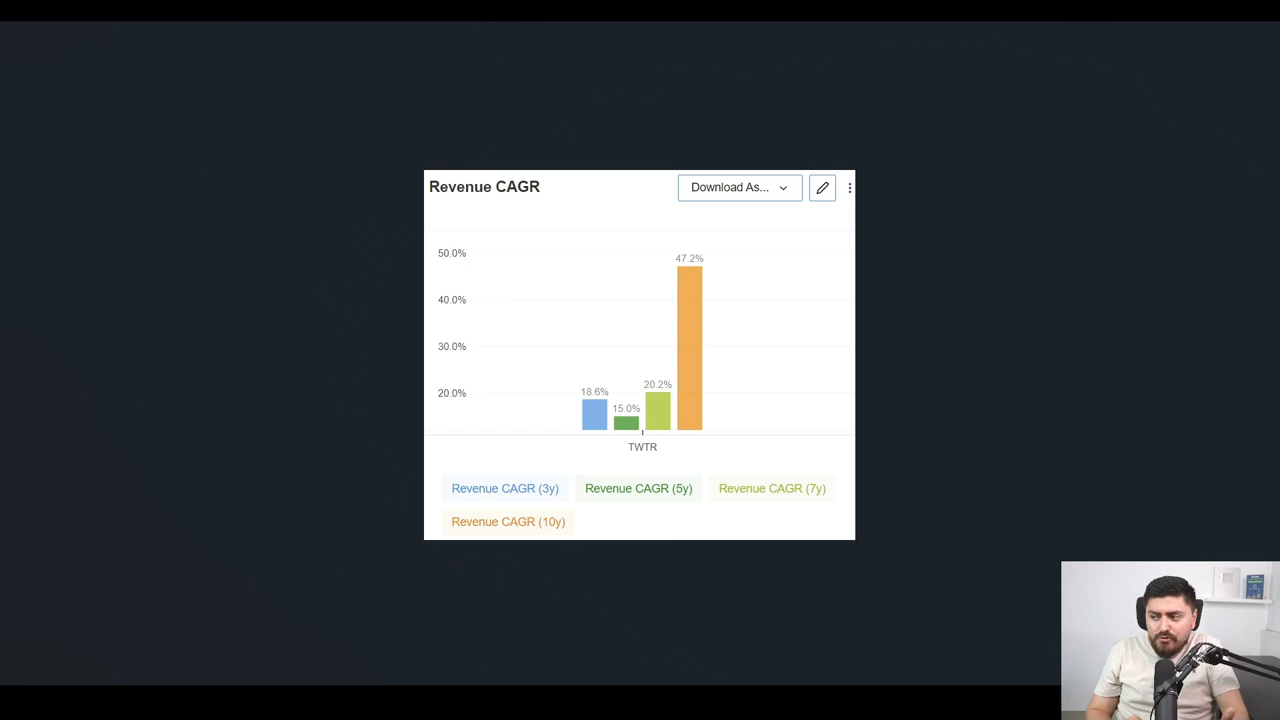 Revenue CAGR
Download As...
50.0%
40.0%
30.0%
20.0%
47.2%
18.6%
15.0%
20.2%
TWTR
Revenue CAGR (3y)
Revenue CAGR (5y)
Revenue CAGR (7y)
Revenue CAGR (10y)